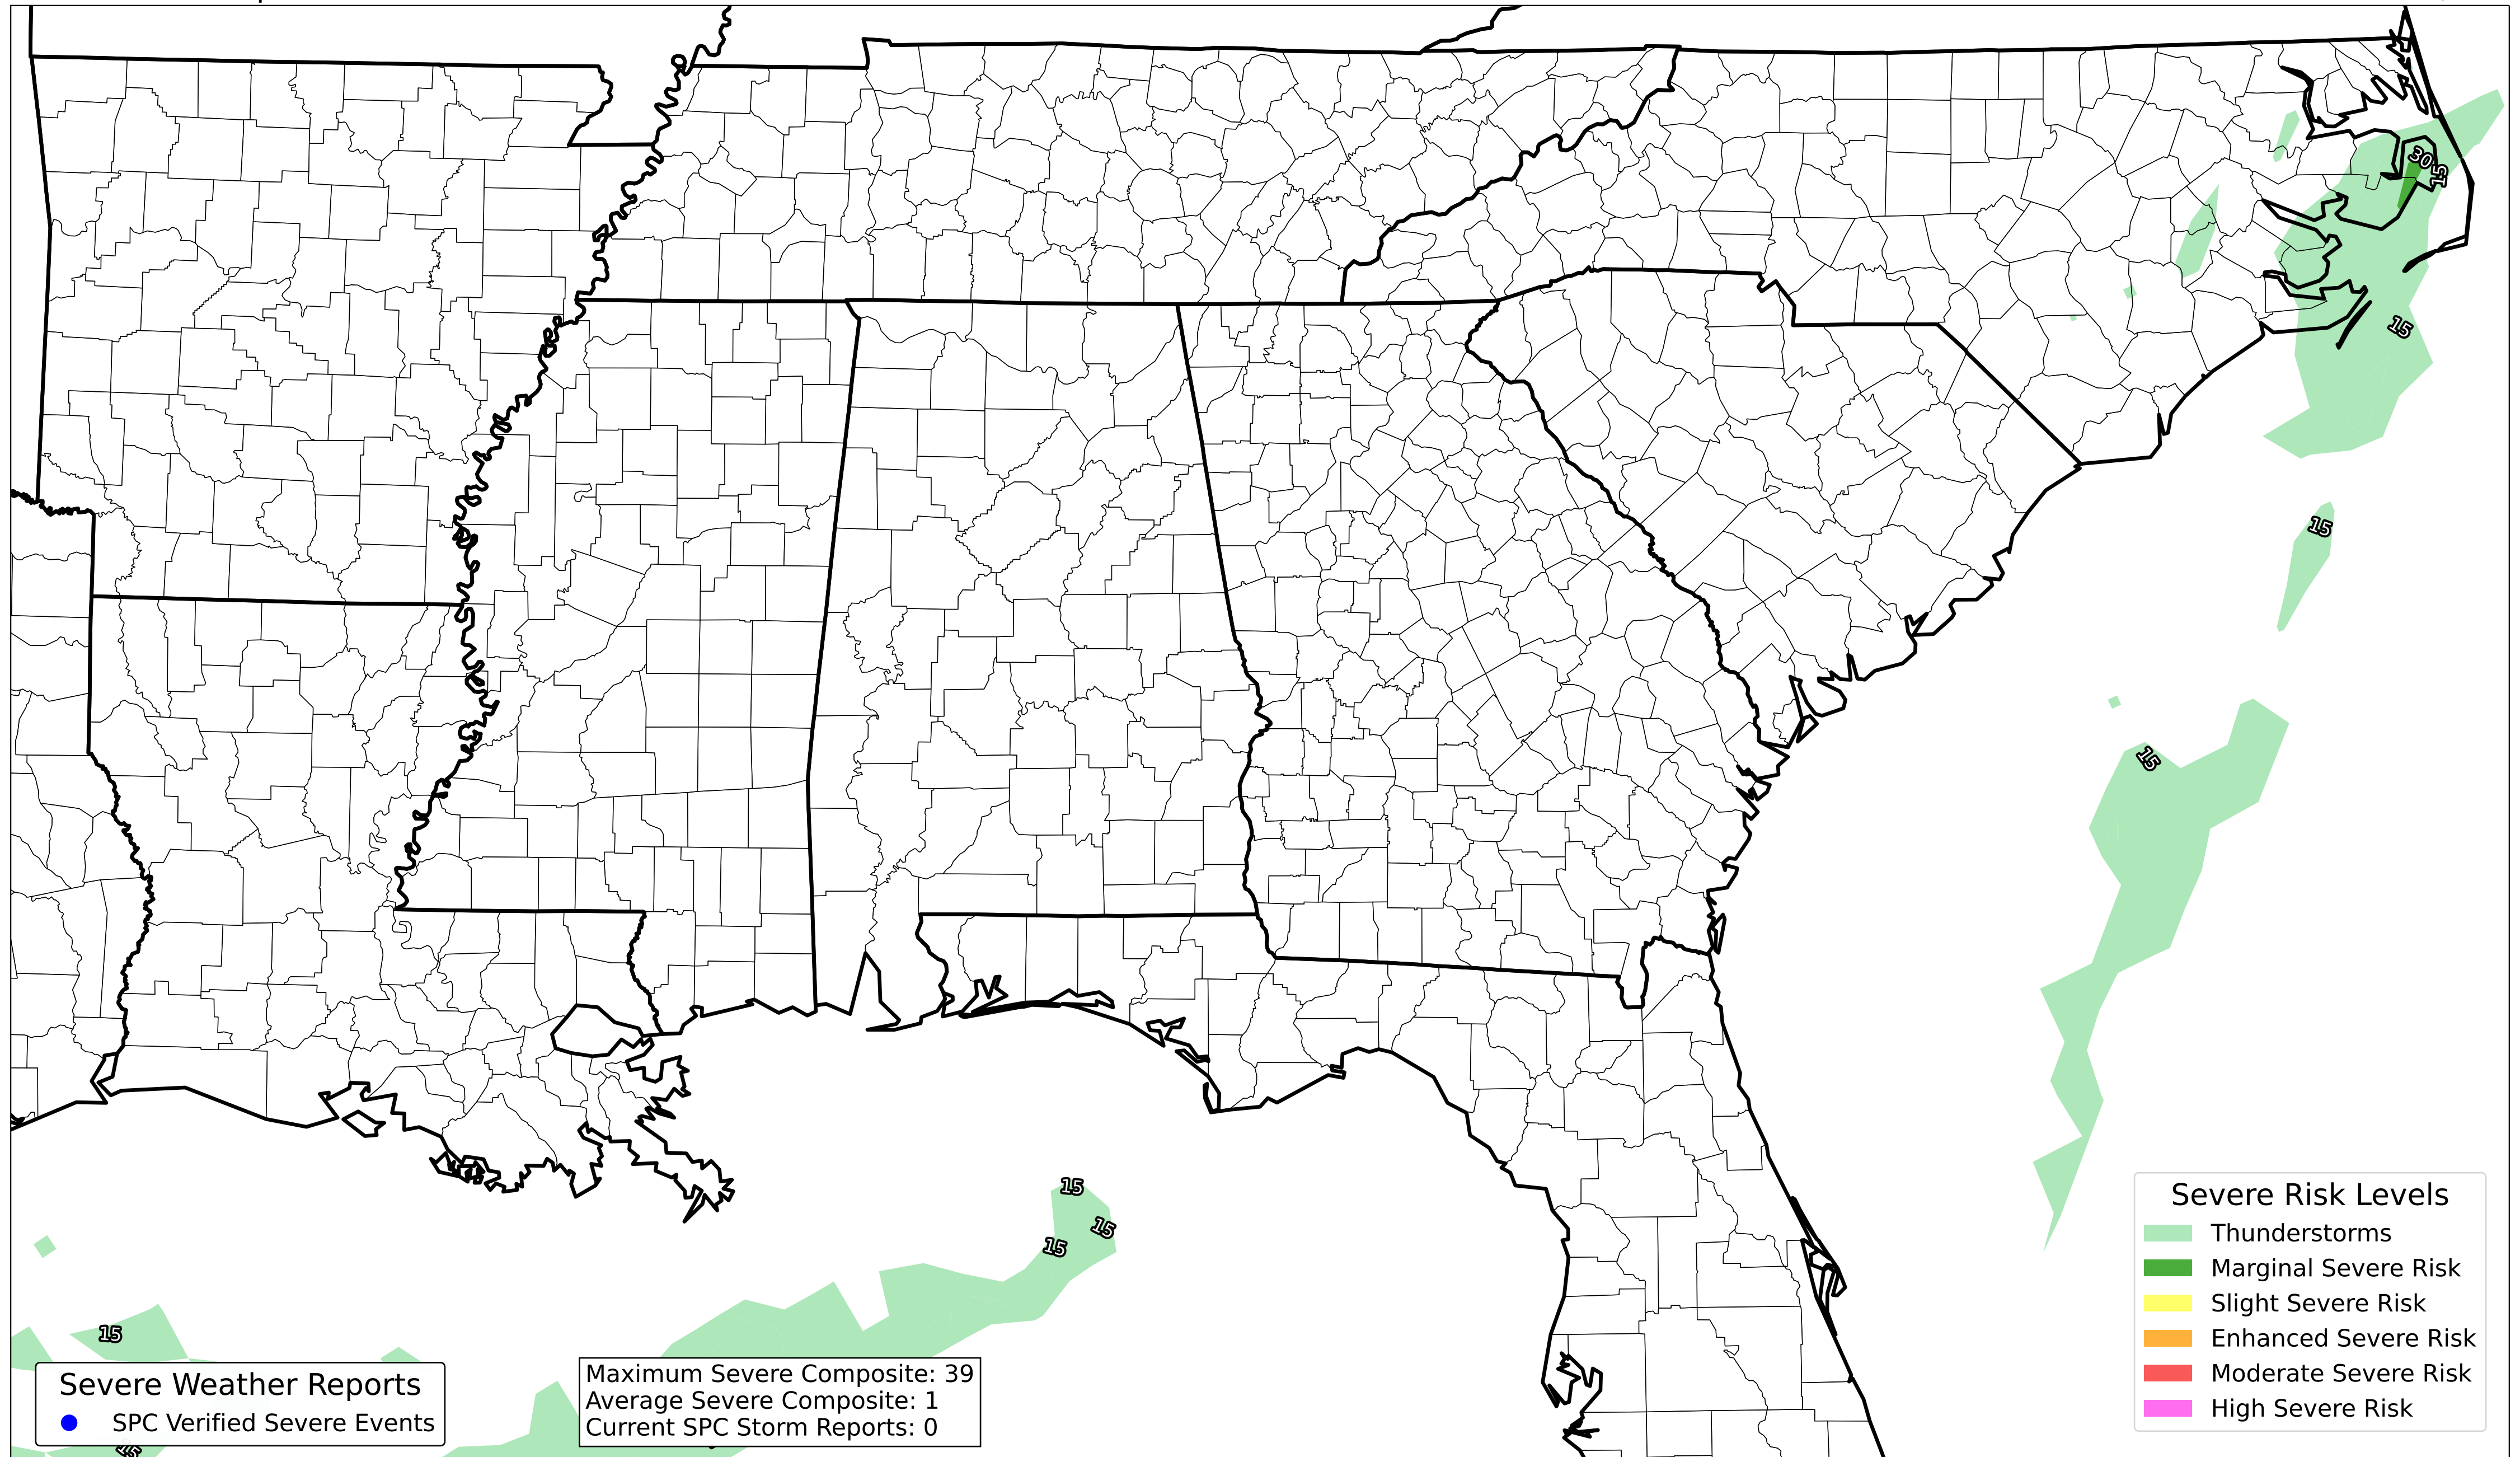 30
15
15
15
15
15
15
15
15
15
Severe Weather Reports
SPC Verified Severe Events
Maximum Severe Composite: 39
Average Severe Composite: 1
Current SPC Storm Reports: 0
Severe Risk Levels
Thunderstorms
Marginal Severe Risk
Slight Severe Risk
Enhanced Severe Risk
Moderate Severe Risk
High Severe Risk